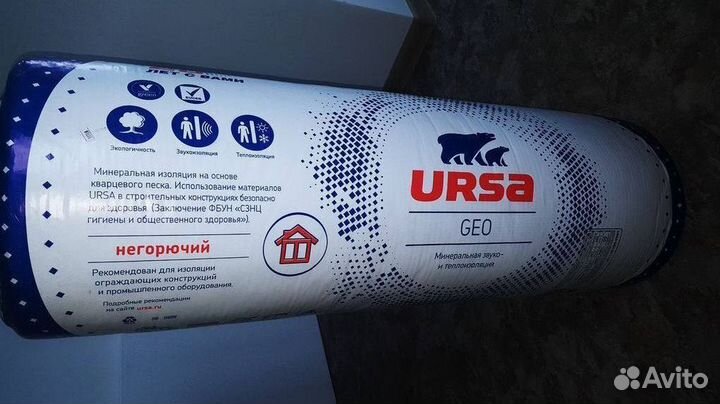 ЛЕТ С ВАМИ
Экологичность
Звукоизоляция
Теплоизоляция
Минеральная изоляция на основе
кварцевого песка. Использование материалов
URSA в строительных конструкциях безопасно
для здоровья (Заключение ФБУН «СЗНЦ
гигиены и общественного здоровья»).
негорючий
Рекомендован для изоляции
ограждающих конструкций
и промышленного оборудования.
Подробные рекомендации
на сайте ursa.ru
URSA
GEO
Минеральная звуко-
и теплоизоляция
Avito